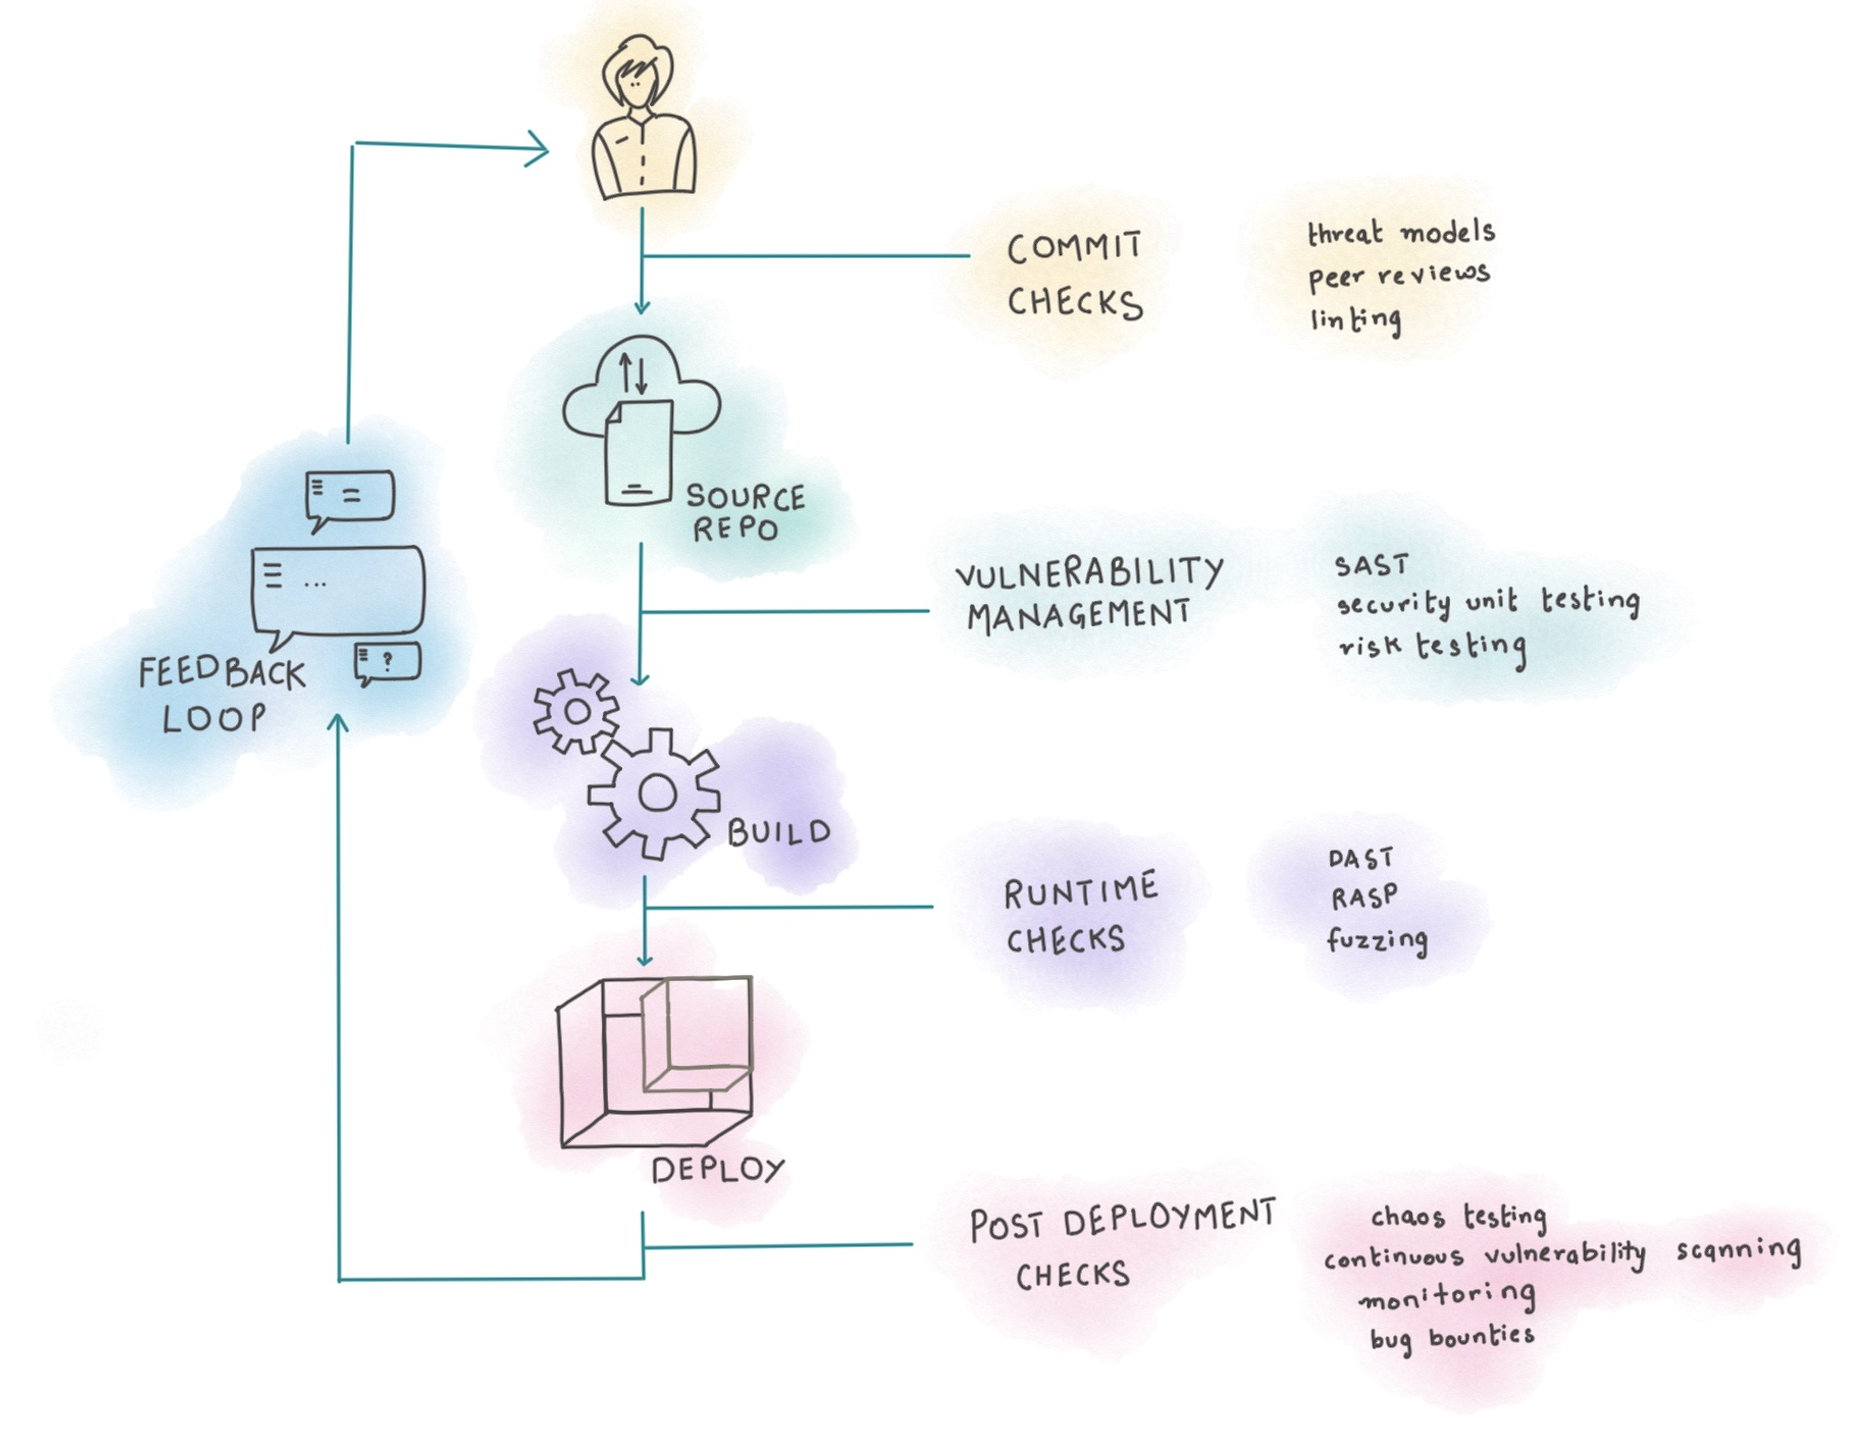 COMMIT
CHECKS
threat models
peer reviews
linting
SOURCE
REPO
VULNERABILITY
MANAGEMENT
SAST
security unit testing
risk testing
FEEDBACK
LOOP
=
...
?
BUILD
RUNTIME
CHECKS
DAST
RASP
fuzzing
DEPLOY
POST DEPLOYMENT
CHECKS
chaos testing
continuous vulnerability scanning
monitoring
bug bounties